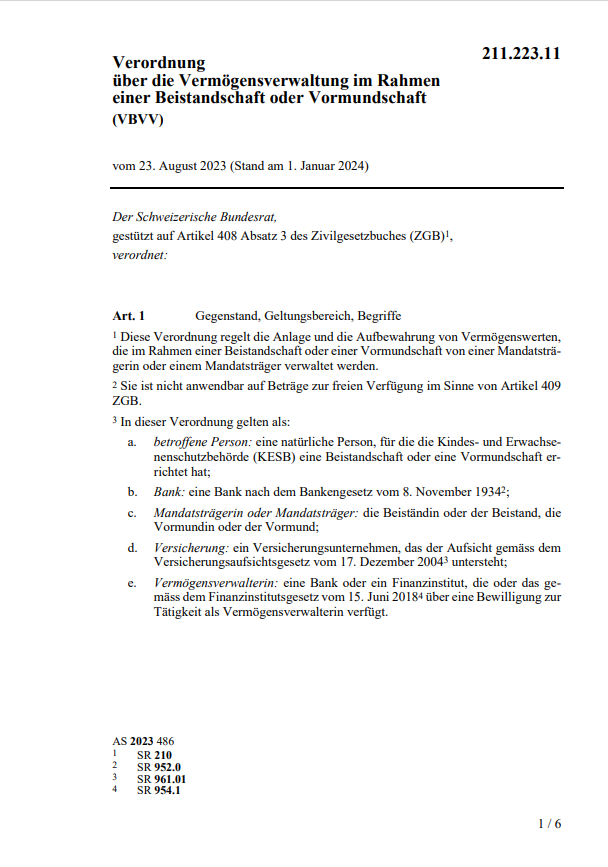 211.223.11
Verordnung
über die Vermögensverwaltung im Rahmen
einer Beistandschaft oder Vormundschaft
(VBVV)
vom 23. August 2023 (Stand am 1. Januar 2024)
Der Schweizerische Bundesrat,
gestützt auf Artikel 408 Absatz 3 des Zivilgesetzbuches (ZGB)1,
verordnet:
Art. 1 Gegenstand, Geltungsbereich, Begriffe
1 Diese Verordnung regelt die Anlage und die Aufbewahrung von Vermögenswerten,
die im Rahmen einer Beistandschaft oder einer Vormundschaft von einer Mandatsträ-
gerin oder einem Mandatsträger verwaltet werden.
2 Sie ist nicht anwendbar auf Beträge zur freien Verfügung im Sinne von Artikel 409
ZGB.
3 In dieser Verordnung gelten als:
a. betroffene Person: eine natürliche Person, für die die Kindes- und Erwachse-
nenschutzbehörde (KESB) eine Beistandschaft oder eine Vormundschaft er-
richtet hat;
b. Bank: eine Bank nach dem Bankengesetz vom 8. November 19342;
c. Mandatsträgerin oder Mandatsträger: die Beiständin oder der Beistand, die
Vormundin oder der Vormund;
d. Versicherung: ein Versicherungsunternehmen, das der Aufsicht gemäss dem
Versicherungsaufsichtsgesetz vom 17. Dezember 20043 untersteht;
e. Vermögensverwalterin: eine Bank oder ein Finanzinstitut, die oder das ge-
mäss dem Finanzinstitutsgesetz vom 15. Juni 20184 über eine Bewilligung zur
Tätigkeit als Vermögensverwalterin verfügt.
AS 2023 486
1 SR 210
2 SR 952.0
3 SR 961.01
4 SR 954.1
1 / 6